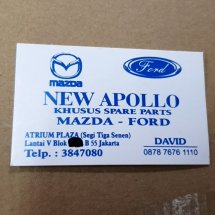 mazda
Ford
NEW APOLLO
KHUSUS SPARE PARTS
MAZDA - FORD
ATRIUM PLAZA (Segi Tiga Senen)
Lantai V Blok B 55 Jakarta
Telp. : 3847080
DAVID
0878 7676 1110